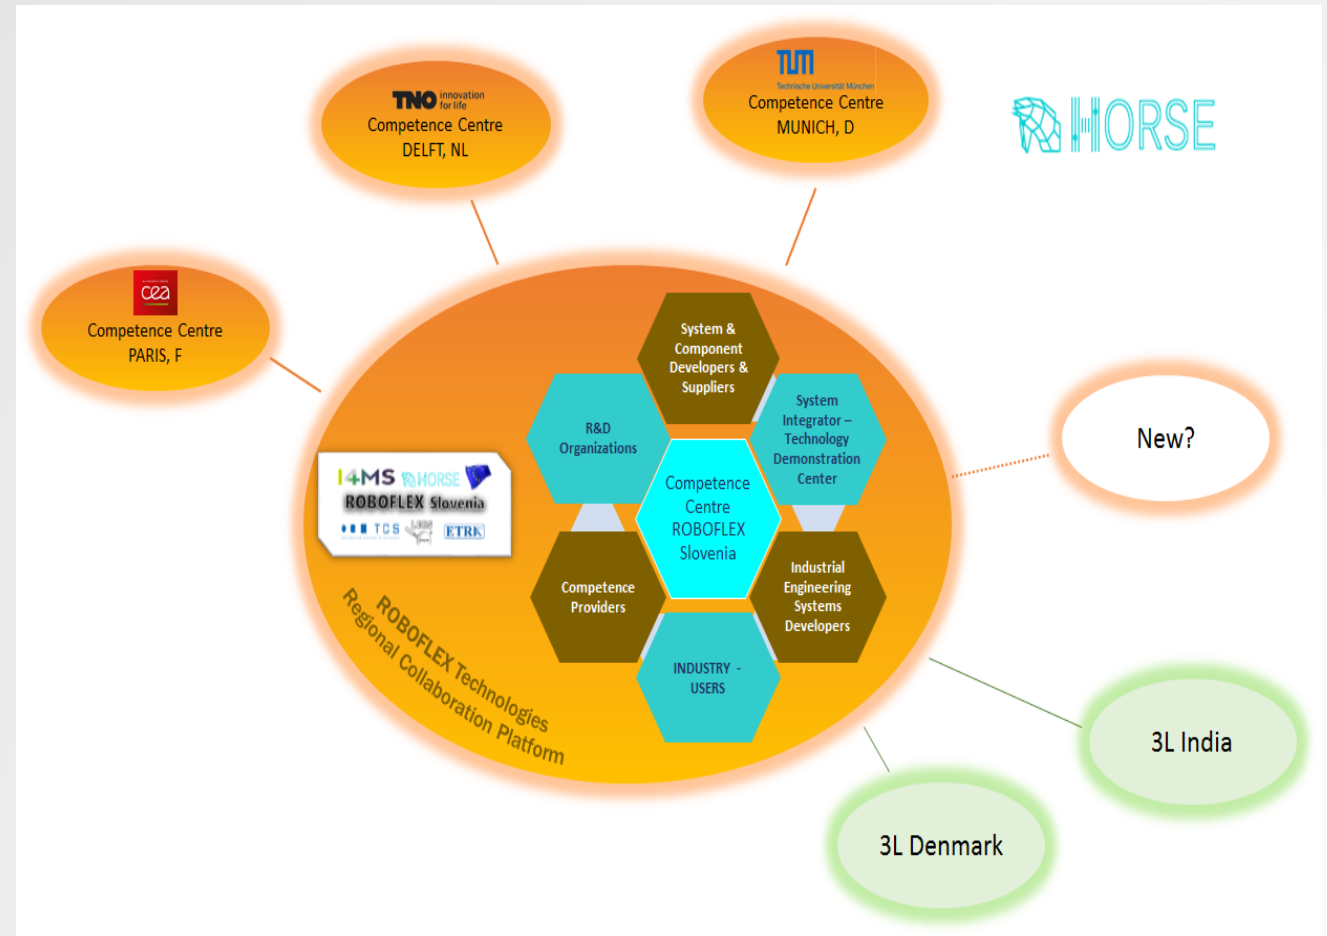 TUM
Technische Universität München
Competence Centre
MUNICH, D
TNO innovation
for life
Competence Centre
DELFT, NL
HORSE
cea
Competence Centre
PARIS, F
System &
Component
Developers &
Suppliers
R&D
Organizations
System
Integrator –
Technology
Demonstration
Center
Competence
Centre
ROBOFLEX
Slovenia
Competence
Providers
Industrial
Engineering
Systems
Developers
INDUSTRY -
USERS
I4MS HORSE
ROBOFLEX Slovenia
TCS
ETRK
ROBOFLEX Technologies
Regional Collaboration Platform
New?
3L India
3L Denmark